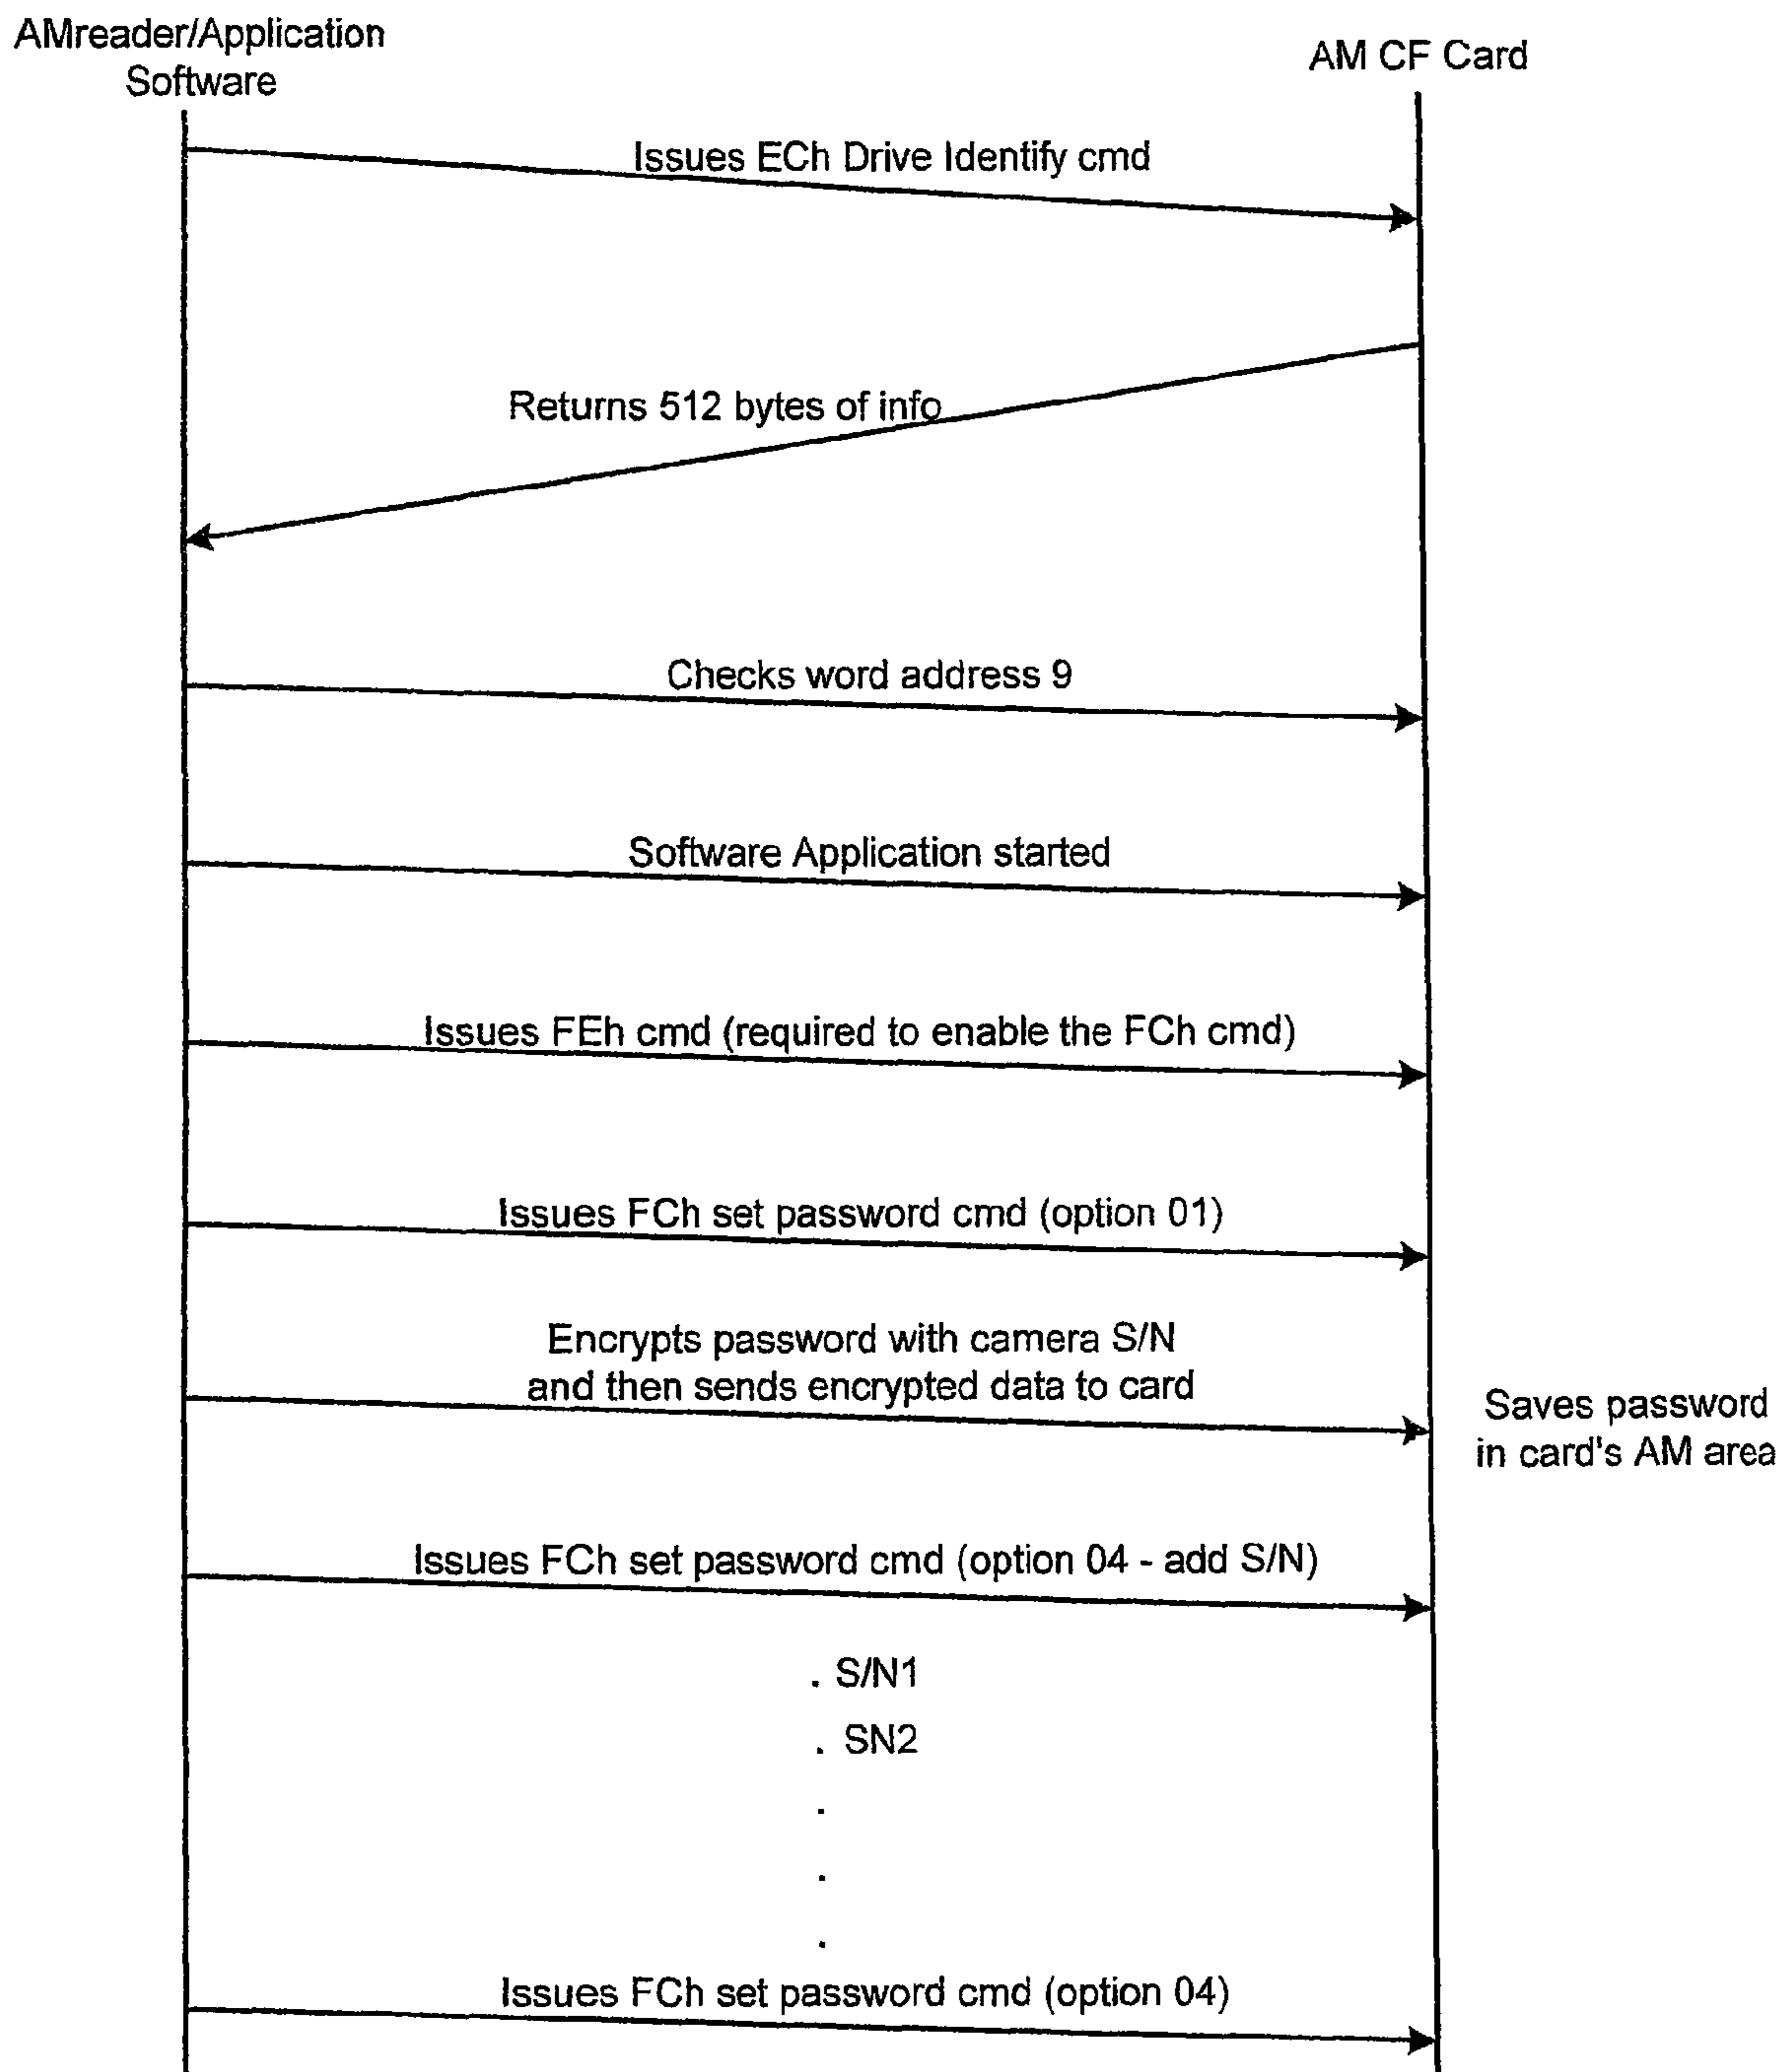 AMreader/Application
Software
AM CF Card
Issues ECh Drive Identify cmd
Returns 512 bytes of info
Checks word address 9
Software Application started
Issues FEh cmd (required to enable the FCh cmd)
Issues FCh set password cmd (option 01)
Encrypts password with camera S/N
and then sends encrypted data to card
Saves password
in card's AM area
Issues FCh set password cmd (option 04 - add S/N)
. S/N1
. SN2
.
.
.
Issues FCh set password cmd (option 04)